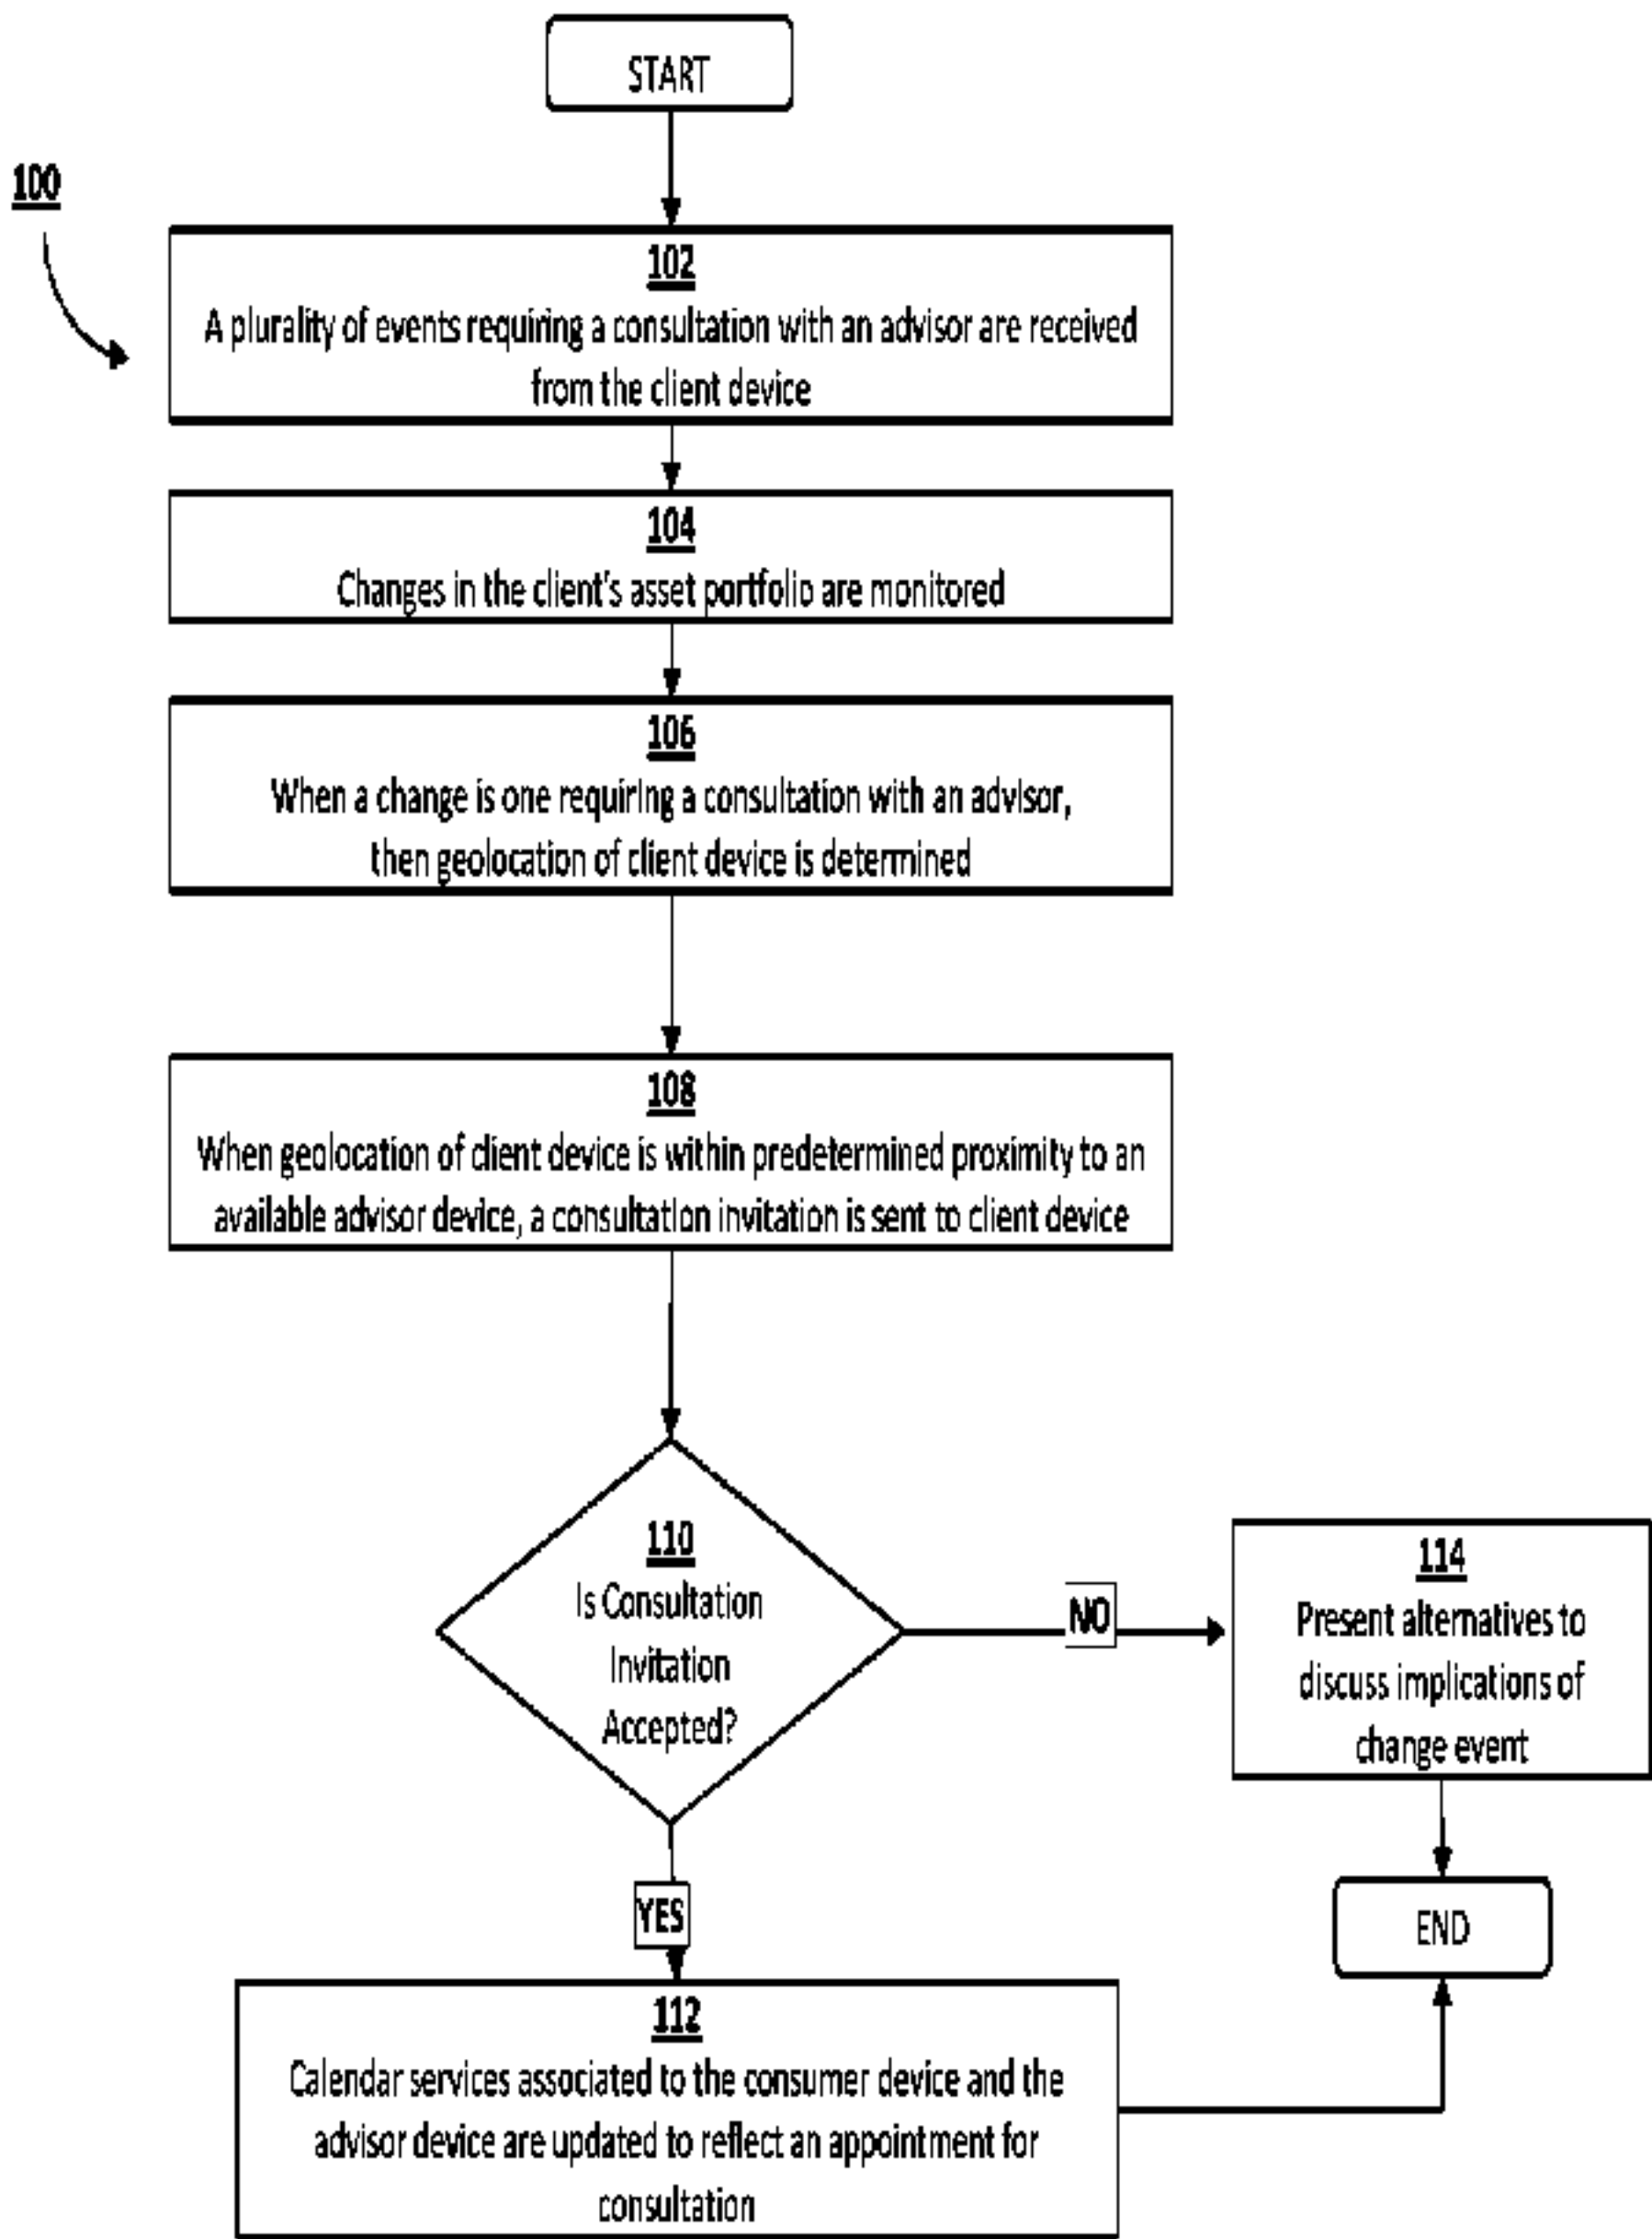 START
100
102
A plurality of events requiring a consultation with an advisor are received
from the client device
104
Changes in the client's asset portfolio are monitored
106
When a change is one requiring a consultation with an advisor,
then geolocation of client device is determined
108
When geolocation of client device is within predetermined proximity to an
available advisor device, a consultation invitation is sent to client device
110
Is Consultation
Invitation
Accepted?
NO
114
Present alternatives to
discuss implications of
change event
YES
END
112
Calendar services associated to the consumer device and the
advisor device are updated to reflect an appointment for
consultation